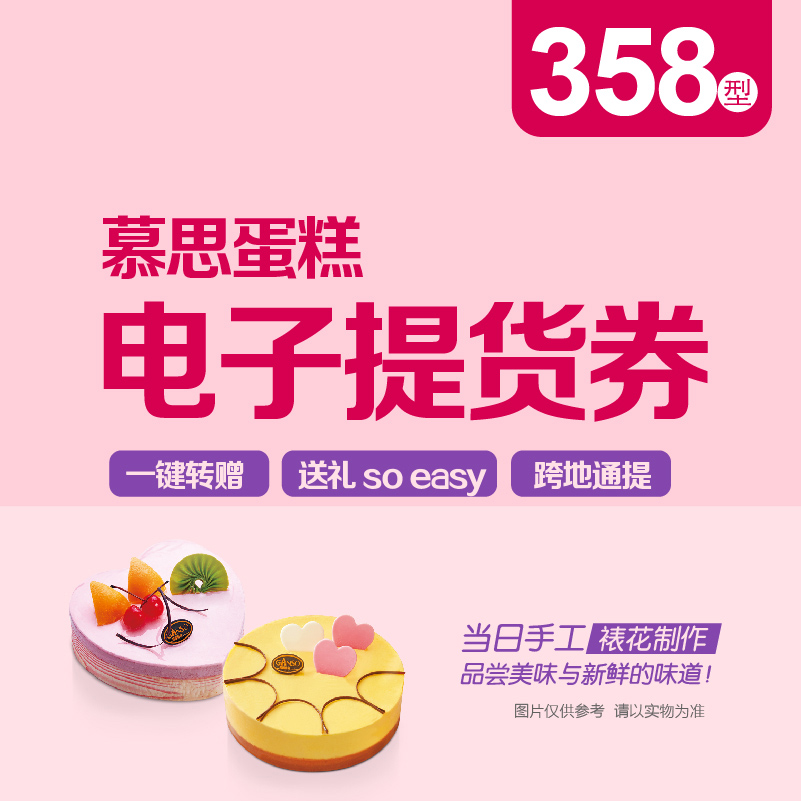 358型
慕思蛋糕
电子提货券
一键转赠 送礼 so easy 跨地通提
当日手工 裱花制作
品尝美味与新鲜的味道！
图片仅供参考 请以实物为准
GANSO
GANSO